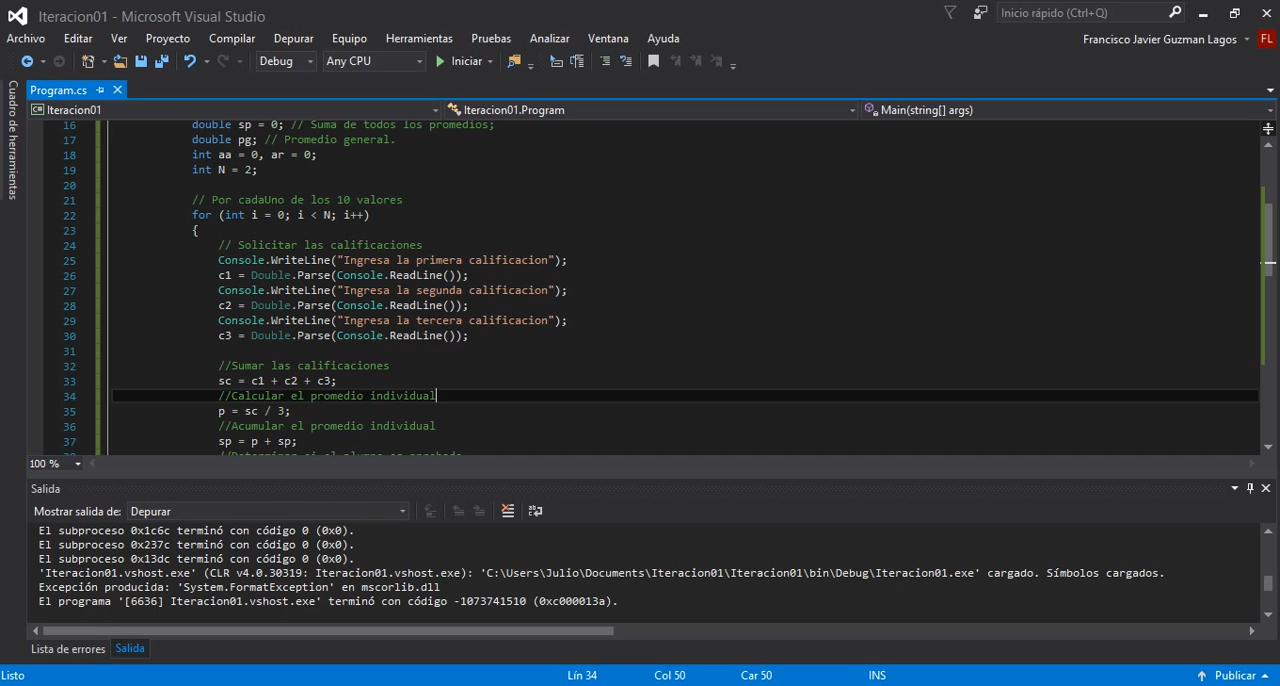 Iteracion01 - Microsoft Visual Studio
Inicio rápido (Ctrl+Q)
Archivo Editar Ver Proyecto Compilar Depurar Equipo Herramientas Pruebas Analizar Ventana Ayuda
Francisco Javier Guzman Lagos FL
Debug Any CPU Iniciar
Cuadro de herramientas
Program.cs
Iteracion01 Iteracion01.Program Main(string[] args)
16 double sp = 0; // Suma de todos los promedios;
17 double pg; // Promedio general.
18 int aa = 0, ar = 0;
19 int N = 2;
20
21 // Por cadaUno de los 10 valores
22 for (int i = 0; i < N; i++)
23 {
24 // Solicitar las calificaciones
25 Console.WriteLine("Ingresa la primera calificacion");
26 c1 = Double.Parse(Console.ReadLine());
27 Console.WriteLine("Ingresa la segunda calificacion");
28 c2 = Double.Parse(Console.ReadLine());
29 Console.WriteLine("Ingresa la tercera calificacion");
30 c3 = Double.Parse(Console.ReadLine());
31
32 //Sumar las calificaciones
33 sc = c1 + c2 + c3;
34 //Calcular el promedio individual
35 p = sc / 3;
36 //Acumular el promedio individual
37 sp = p + sp;
100 %
Salida
Mostrar salida de: Depurar
El subproceso 0x1c6c terminó con código 0 (0x0).
El subproceso 0x237c terminó con código 0 (0x0).
El subproceso 0x13dc terminó con código 0 (0x0).
'Iteracion01.vshost.exe' (CLR v4.0.30319: Iteracion01.vshost.exe): 'C:\Users\Julio\Documents\Iteracion01\Iteracion01\bin\Debug\Iteracion01.exe' cargado. Símbolos cargados.
Excepción producida: 'System.FormatException' en mscorlib.dll
El programa '[6636] Iteracion01.vshost.exe' terminó con código -1073741510 (0xc000013a).
Lista de errores Salida
Listo Lín 34 Col 50 Car 50 INS Publicar